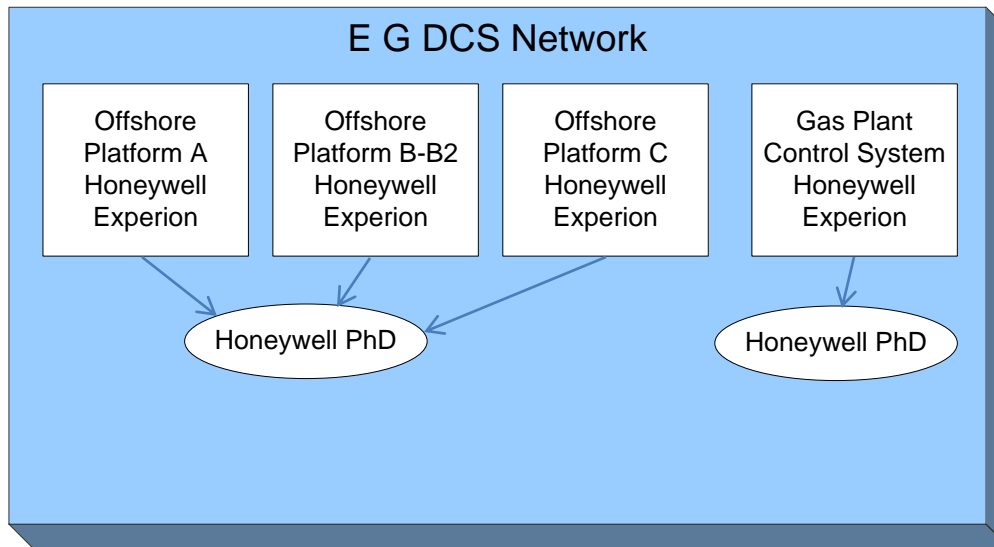 E G DCS Network
Offshore
Platform A
Honeywell
Experion
Offshore
Platform B-B2
Honeywell
Experion
Offshore
Platform C
Honeywell
Experion
Gas Plant
Control System
Honeywell
Experion
Honeywell PhD
Honeywell PhD